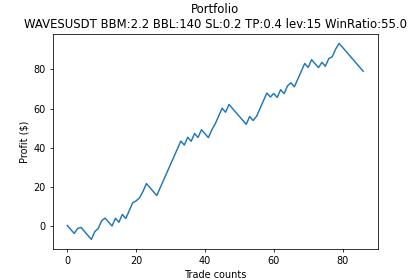 Portfolio
WAVESUSDT BBM:2.2 BBL:140 SL:0.2 TP:0.4 lev:15 WinRatio:55.0
80
60
40
20
0
Profit ($)
0 20 40 60 80
Trade counts